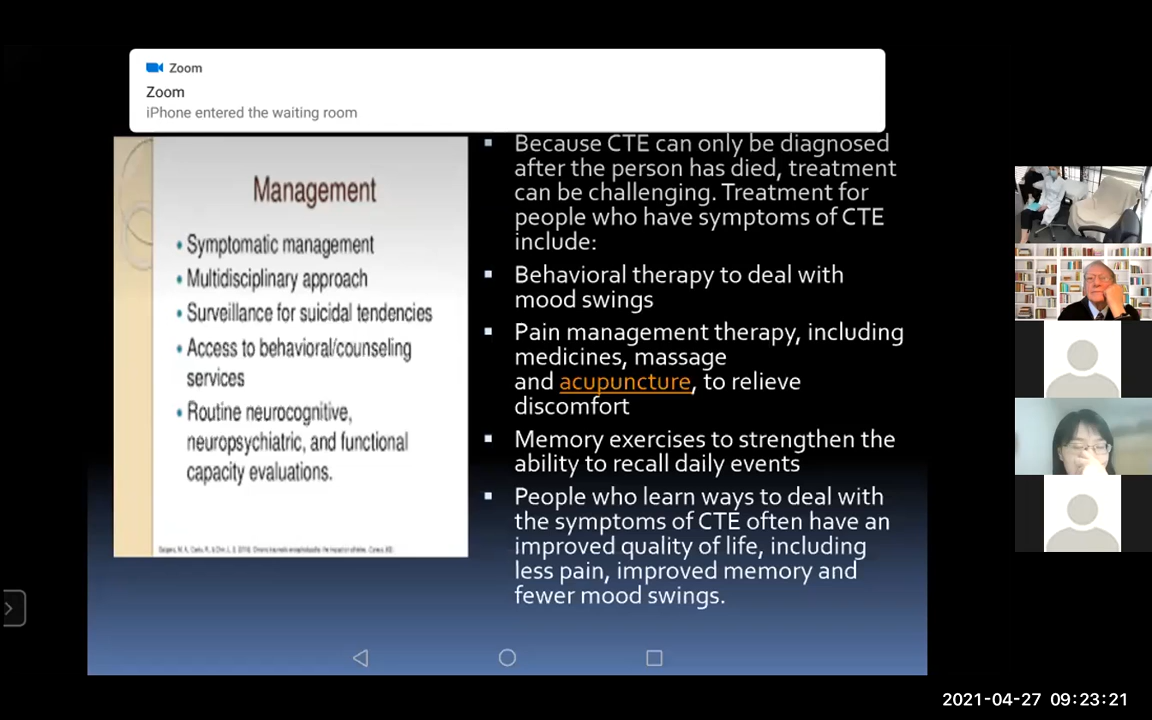 Zoom
Zoom
iPhone entered the waiting room
Management
• Symptomatic management
• Multidisciplinary approach
• Surveillance for suicidal tendencies
• Access to behavioral/counseling
services
• Routine neurocognitive,
neuropsychiatric, and functional
capacity evaluations.
▪ Because CTE can only be diagnosed
after the person has died, treatment
can be challenging. Treatment for
people who have symptoms of CTE
include:
▪ Behavioral therapy to deal with
mood swings
▪ Pain management therapy, including
medicines, massage
and acupuncture, to relieve
discomfort
▪ Memory exercises to strengthen the
ability to recall daily events
▪ People who learn ways to deal with
the symptoms of CTE often have an
improved quality of life, including
less pain, improved memory and
fewer mood swings.
2021-04-27 09:23:21